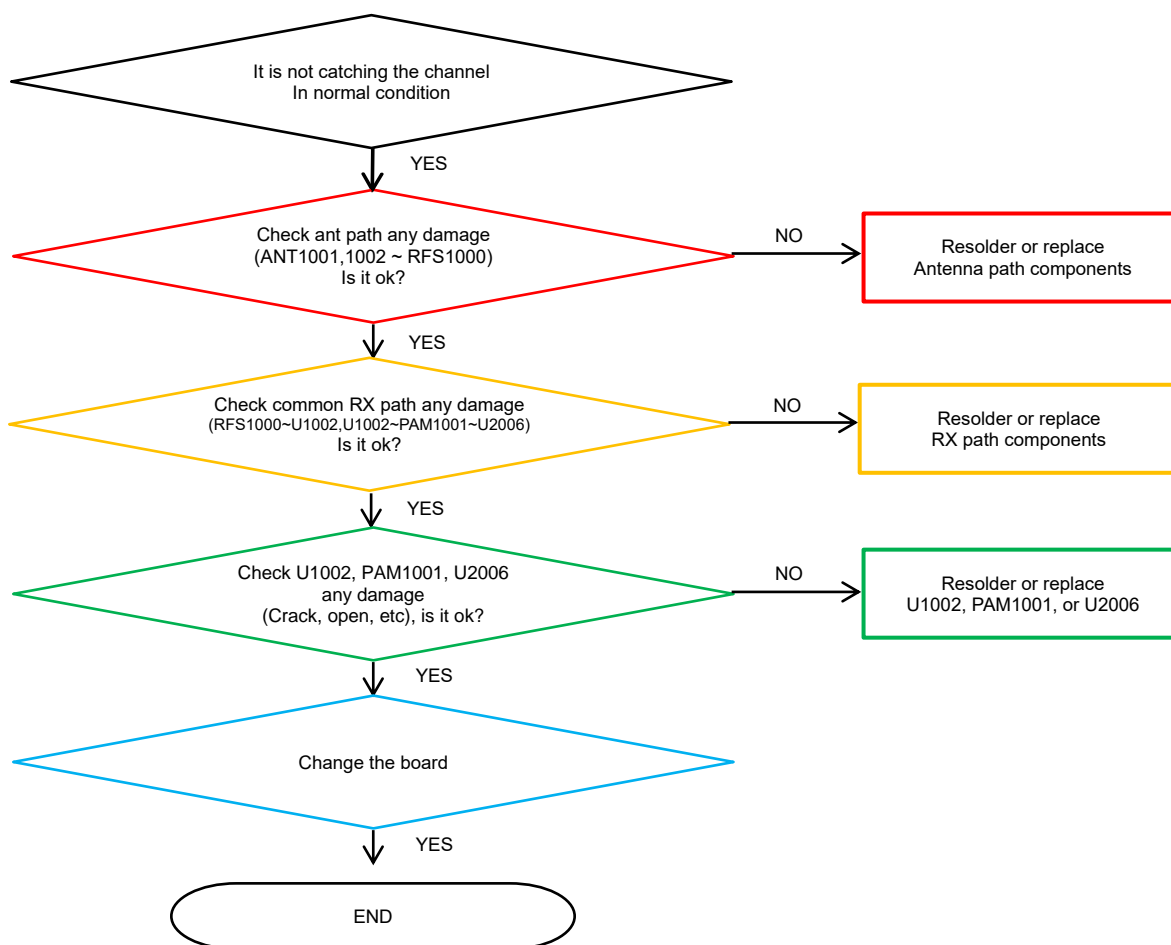 It is not catching the channel
In normal condition
YES
Check ant path any damage
(ANT1001,1002 ~ RFS1000)
Is it ok?
NO
Resolder or replace
Antenna path components
YES
Check common RX path any damage
(RFS1000~U1002,U1002~PAM1001~U2006)
Is it ok?
NO
Resolder or replace
RX path components
YES
Check U1002, PAM1001, U2006
any damage
(Crack, open, etc), is it ok?
NO
Resolder or replace
U1002, PAM1001, or U2006
YES
Change the board
YES
END